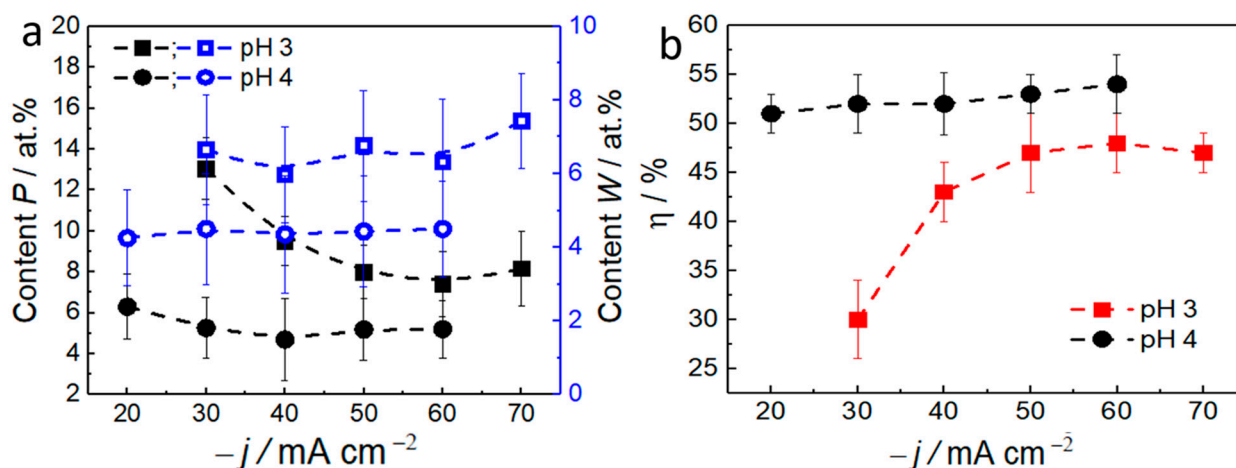 a
Content P / at.%
20
18
16
14
12
10
8
6
4
2
;
pH 3
;
pH 4
10
8
6
4
2
0
Content W / at.%
20 30 40 50 60 70
– j / mA cm⁻²
b
η / %
60
55
50
45
40
35
30
25
pH 3
pH 4
20 30 40 50 60 70
– j / mA cm⁻²